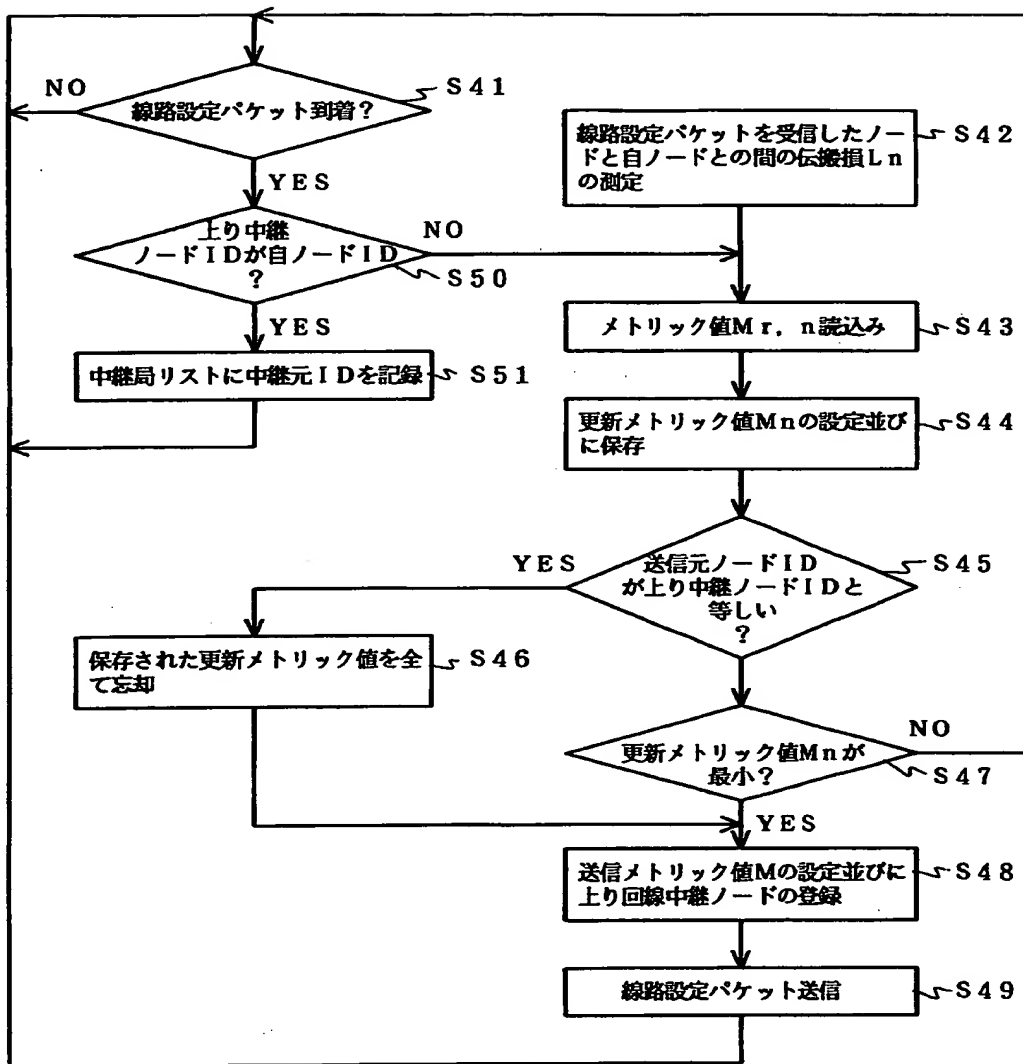 NO
線路設定パケット到着?
S41
YES
線路設定パケットを受信したノー
ドと自ノードとの間の伝搬損Ln
の測定
S42
上り中継
ノードIDが自ノードID
?
NO
S50
YES
メトリック値Mr,n読込み
S43
中継局リストに中継元IDを記録
S51
更新メトリック値Mnの設定並び
に保存
S44
YES
送信元ノードID
が上り中継ノードIDと
等しい
?
S45
保存された更新メトリック値を全
て忘却
S46
NO
更新メトリック値Mnが
最小?
S47
YES
送信メトリック値Mの設定並びに
上り回線中継ノードの登録
S48
線路設定パケット送信
S49